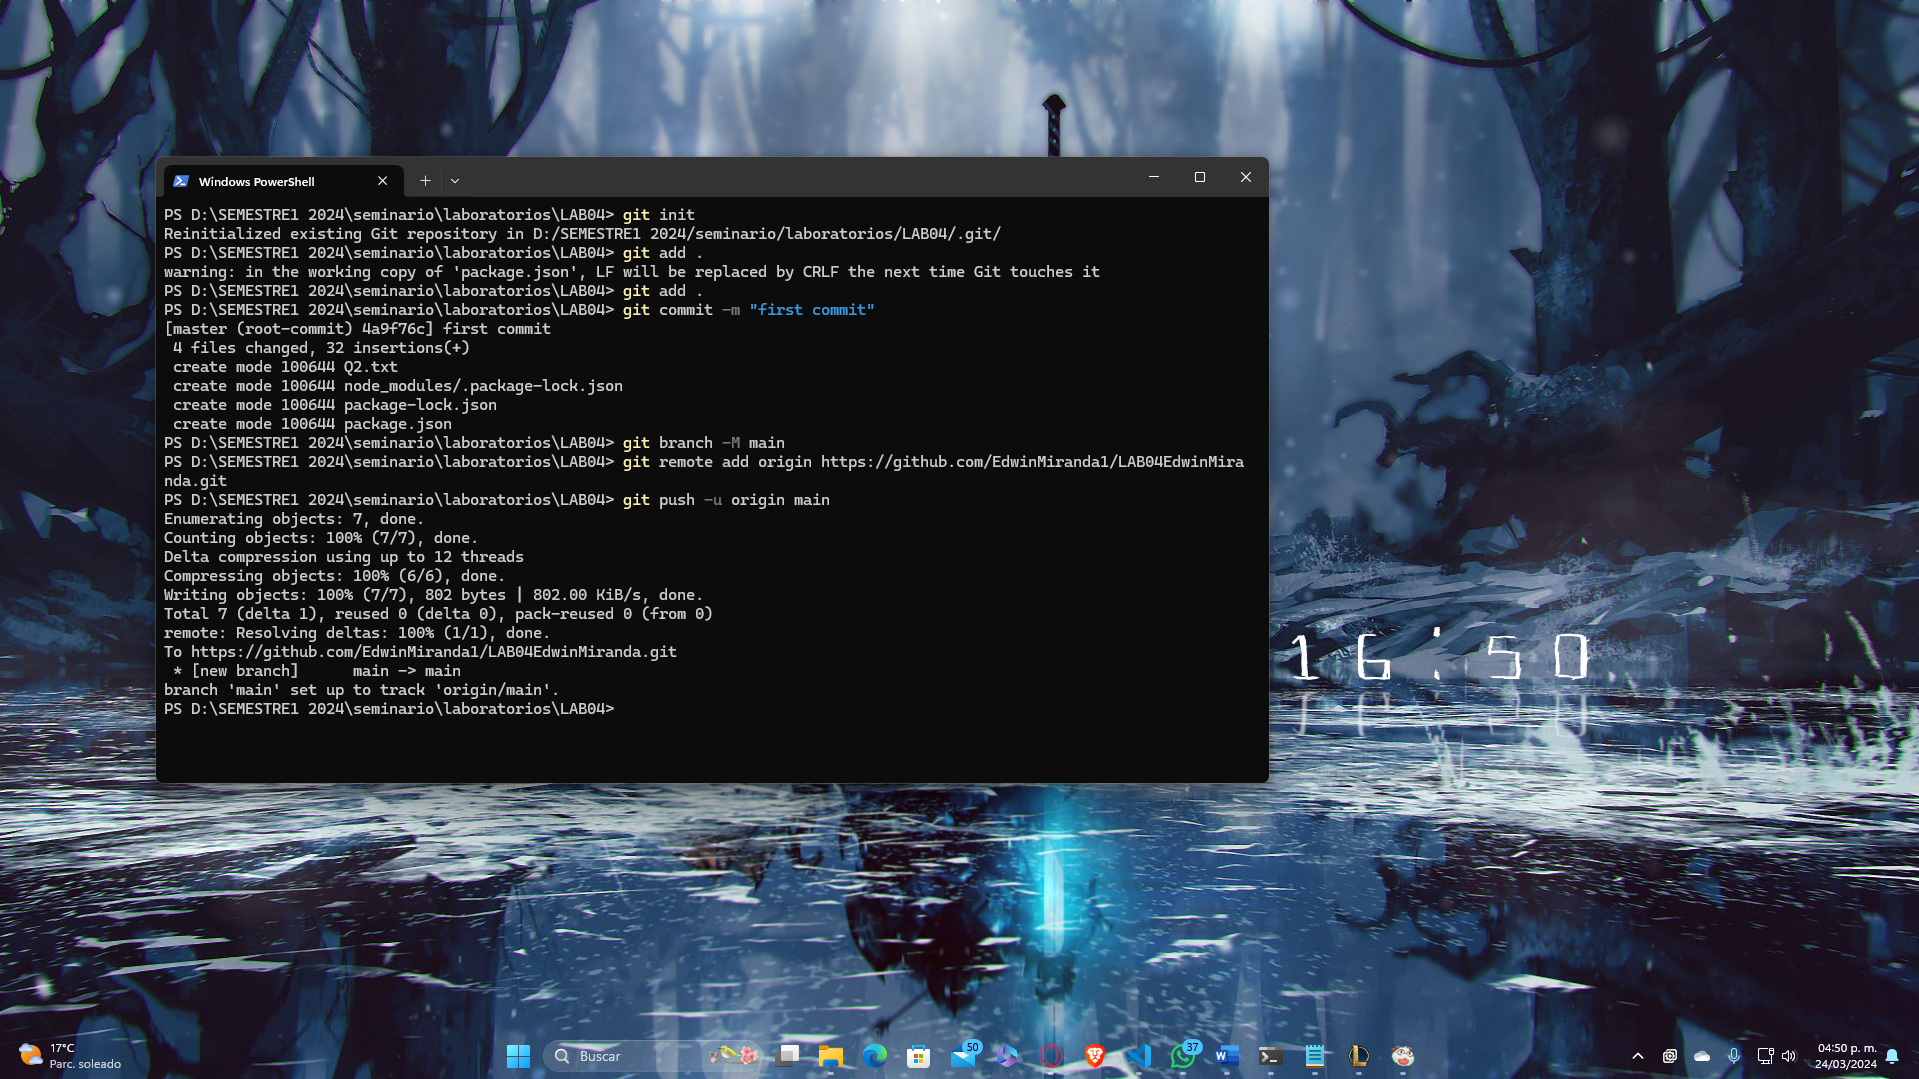 Windows PowerShell
PS D:\SEMESTRE1 2024\seminario\laboratorios\LAB04> git init
Reinitialized existing Git repository in D:/SEMESTRE1 2024/seminario/laboratorios/LAB04/.git/
PS D:\SEMESTRE1 2024\seminario\laboratorios\LAB04> git add .
warning: in the working copy of 'package.json', LF will be replaced by CRLF the next time Git touches it
PS D:\SEMESTRE1 2024\seminario\laboratorios\LAB04> git add .
PS D:\SEMESTRE1 2024\seminario\laboratorios\LAB04> git commit -m "first commit"
[master (root-commit) 4a9f76c] first commit
 4 files changed, 32 insertions(+)
 create mode 100644 Q2.txt
 create mode 100644 node_modules/.package-lock.json
 create mode 100644 package-lock.json
 create mode 100644 package.json
PS D:\SEMESTRE1 2024\seminario\laboratorios\LAB04> git branch -M main
PS D:\SEMESTRE1 2024\seminario\laboratorios\LAB04> git remote add origin https://github.com/EdwinMiranda1/LAB04EdwinMira
nda.git
PS D:\SEMESTRE1 2024\seminario\laboratorios\LAB04> git push -u origin main
Enumerating objects: 7, done.
Counting objects: 100% (7/7), done.
Delta compression using up to 12 threads
Compressing objects: 100% (6/6), done.
Writing objects: 100% (7/7), 802 bytes | 802.00 KiB/s, done.
Total 7 (delta 1), reused 0 (delta 0), pack-reused 0 (from 0)
remote: Resolving deltas: 100% (1/1), done.
To https://github.com/EdwinMiranda1/LAB04EdwinMiranda.git
 * [new branch]      main -> main
branch 'main' set up to track 'origin/main'.
PS D:\SEMESTRE1 2024\seminario\laboratorios\LAB04>
16:50
17°C
Parc. soleado
Buscar
50
37
04:50 p. m.
24/03/2024